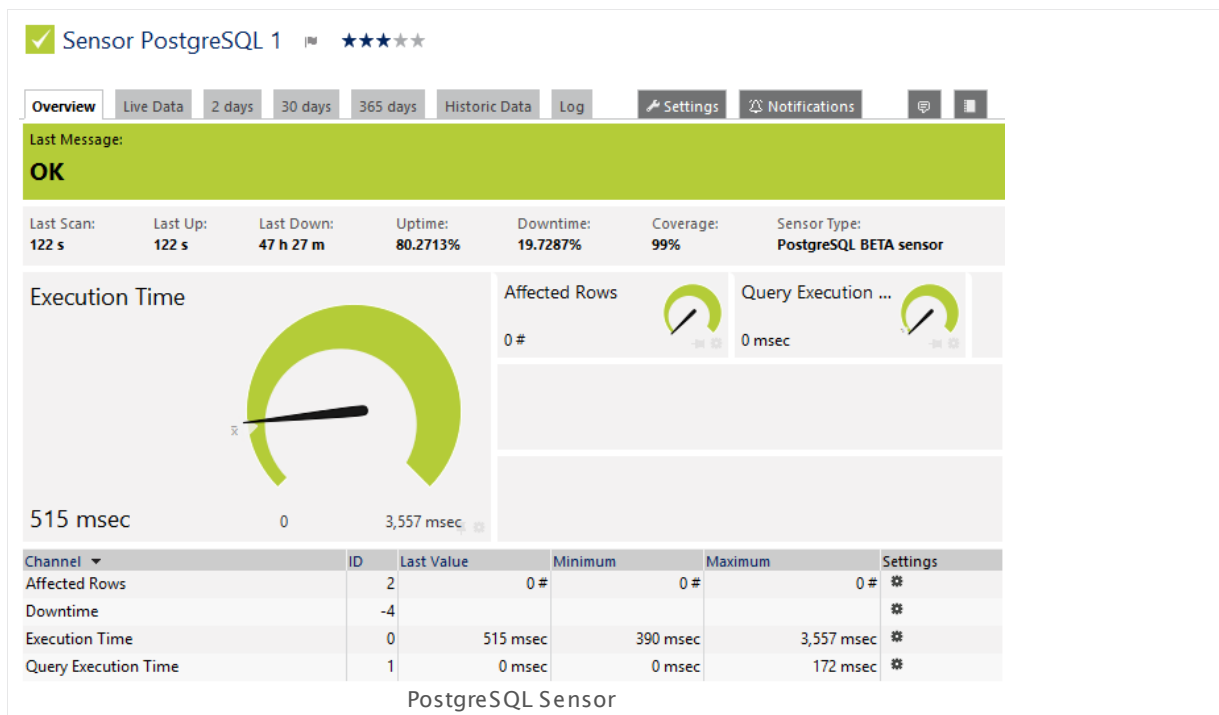 Sensor PostgreSQL 1
Overview Live Data 2 days 30 days 365 days Historic Data Log Settings Notifications
Last Message:
OK
Last Scan: Last Up: Last Down: Uptime: Downtime: Coverage: Sensor Type:
122 s 122 s 47 h 27 m 80.2713% 19.7287% 99% PostgreSQL BETA sensor
Execution Time
Affected Rows
0 #
Query Execution ...
0 msec
x̄
515 msec 0 3,557 msec
Channel ID Last Value Minimum Maximum Settings
Affected Rows 2 0 # 0 # 0 #
Downtime -4
Execution Time 0 515 msec 390 msec 3,557 msec
Query Execution Time 1 0 msec 0 msec 172 msec
PostgreSQL Sensor